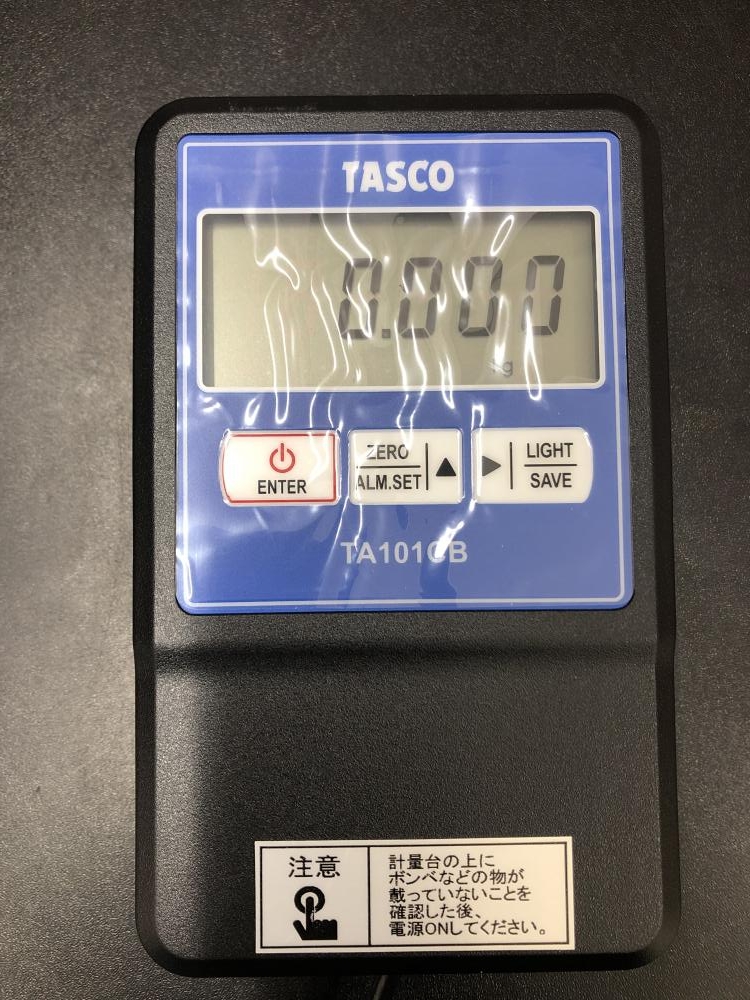 TASCO
0.000
kg
ENTER
ZERO
ALM.SET
LIGHT
SAVE
TA101CB
注意
計量台の上に
ボンベなどの物が
載っていないことを
確認した後、
電源ONしてください。